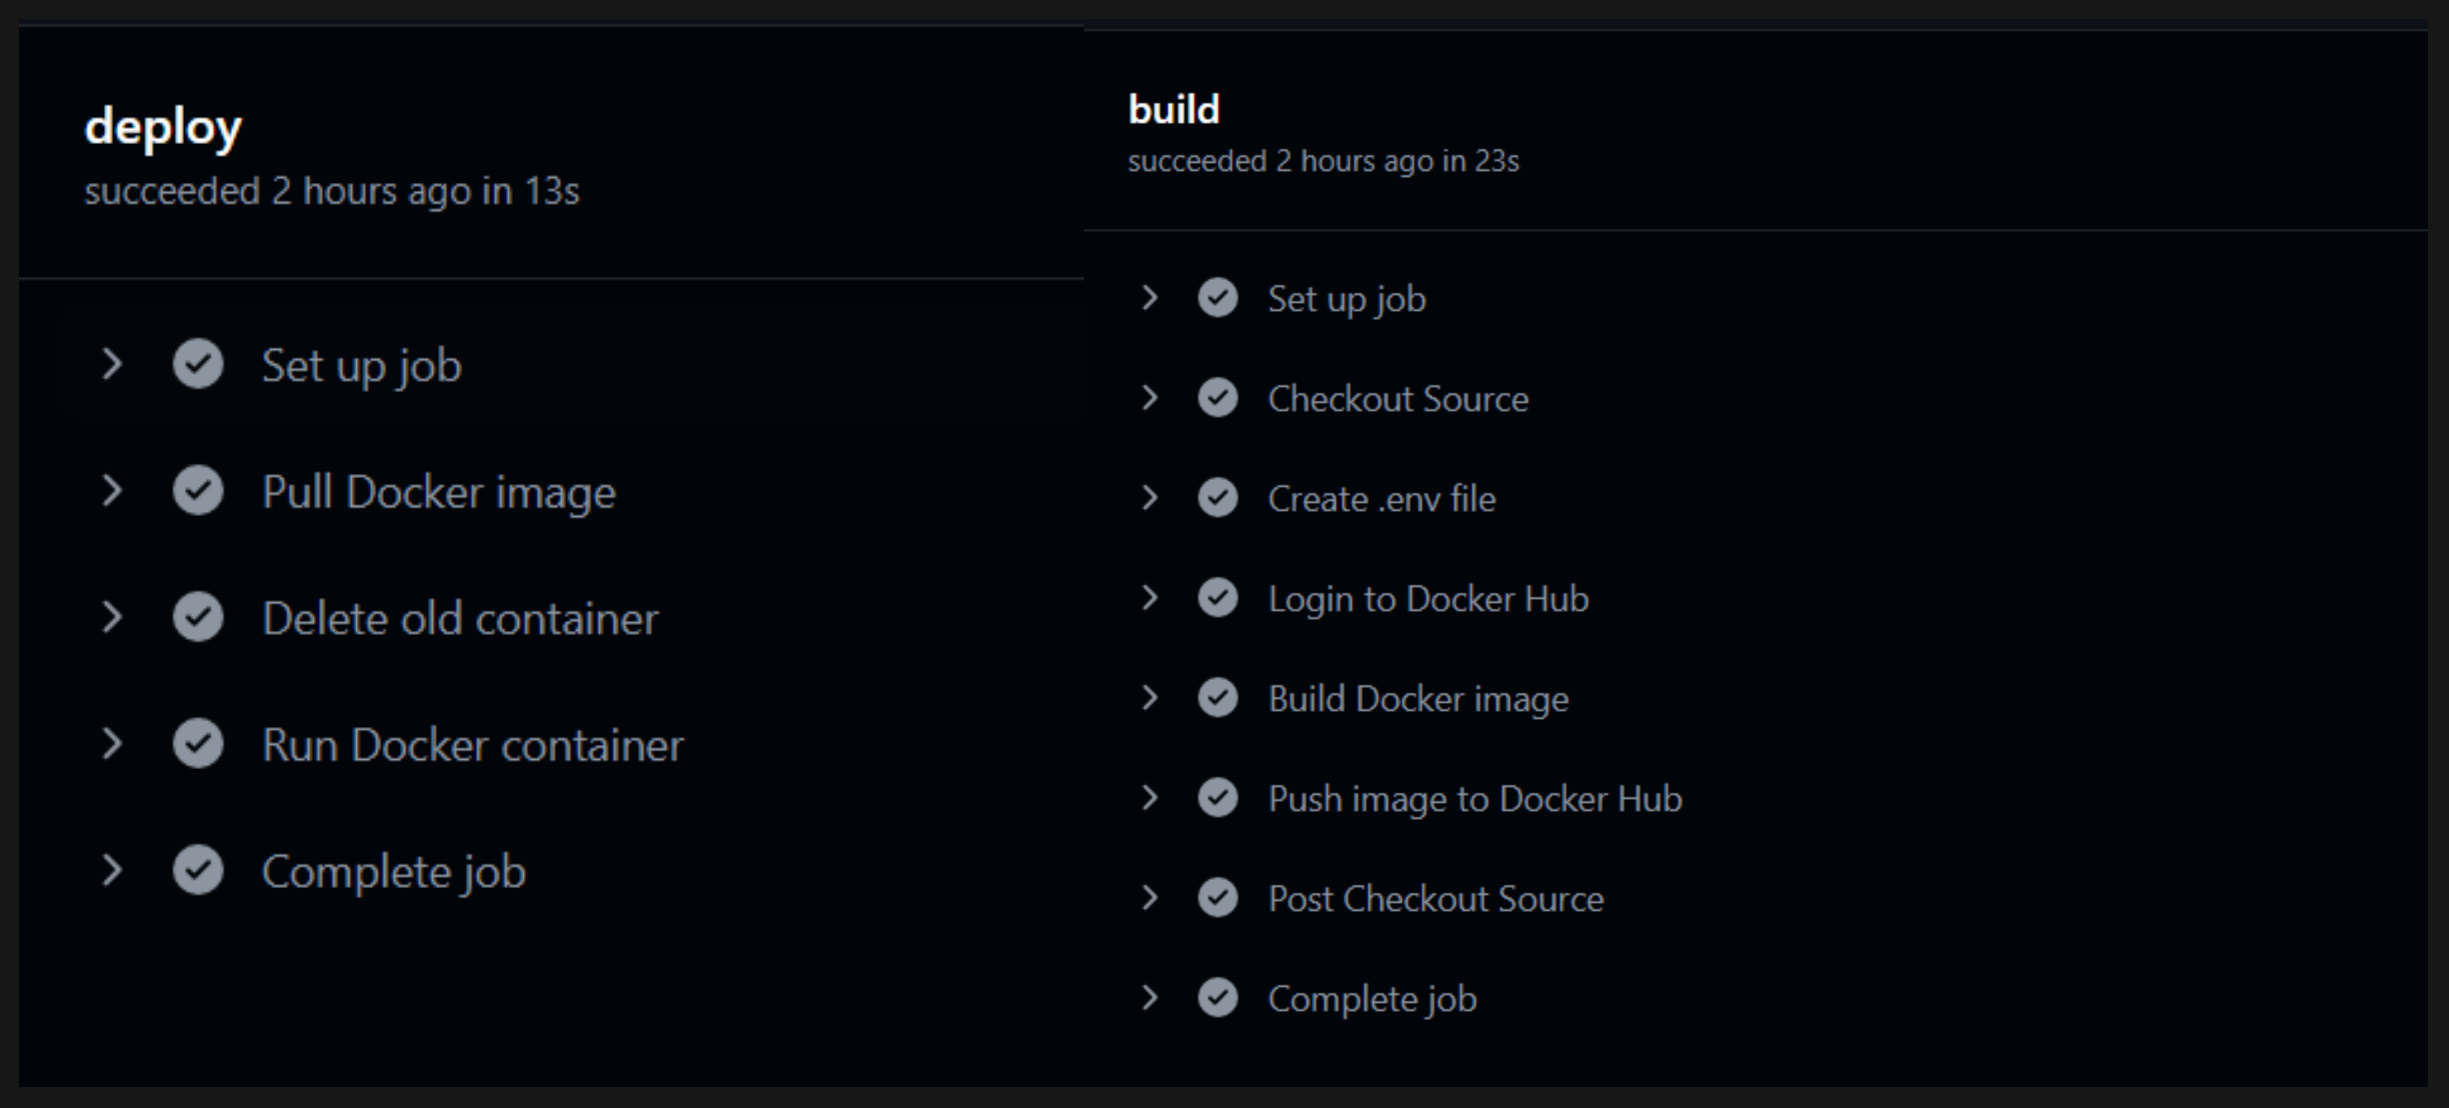 deploy
succeeded 2 hours ago in 13s
Set up job
Pull Docker image
Delete old container
Run Docker container
Complete job
build
succeeded 2 hours ago in 23s
Set up job
Checkout Source
Create .env file
Login to Docker Hub
Build Docker image
Push image to Docker Hub
Post Checkout Source
Complete job